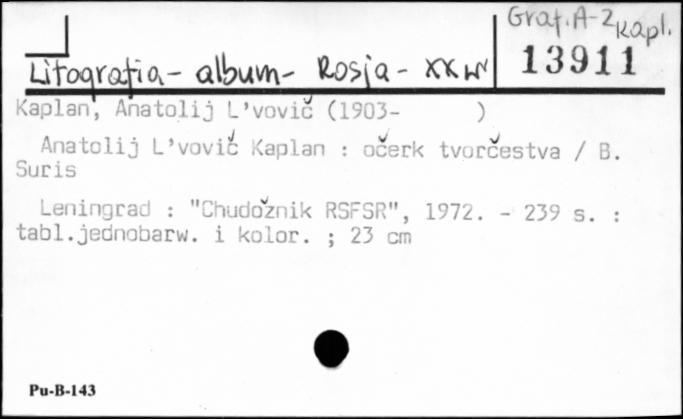 Graf. A-Z Kapl.
13911
Litografia - album - Rosja - XX w
Kaplan, Anatolij L'vovič (1903-      )
Anatolij L'vovič Kaplan : očerk tvorčestva / B.
Suris
Leningrad : "Chudožnik RSFSR", 1972. - 239 s. :
tabl.jednobarw. i kolor. ; 23 cm
Pu-B-143